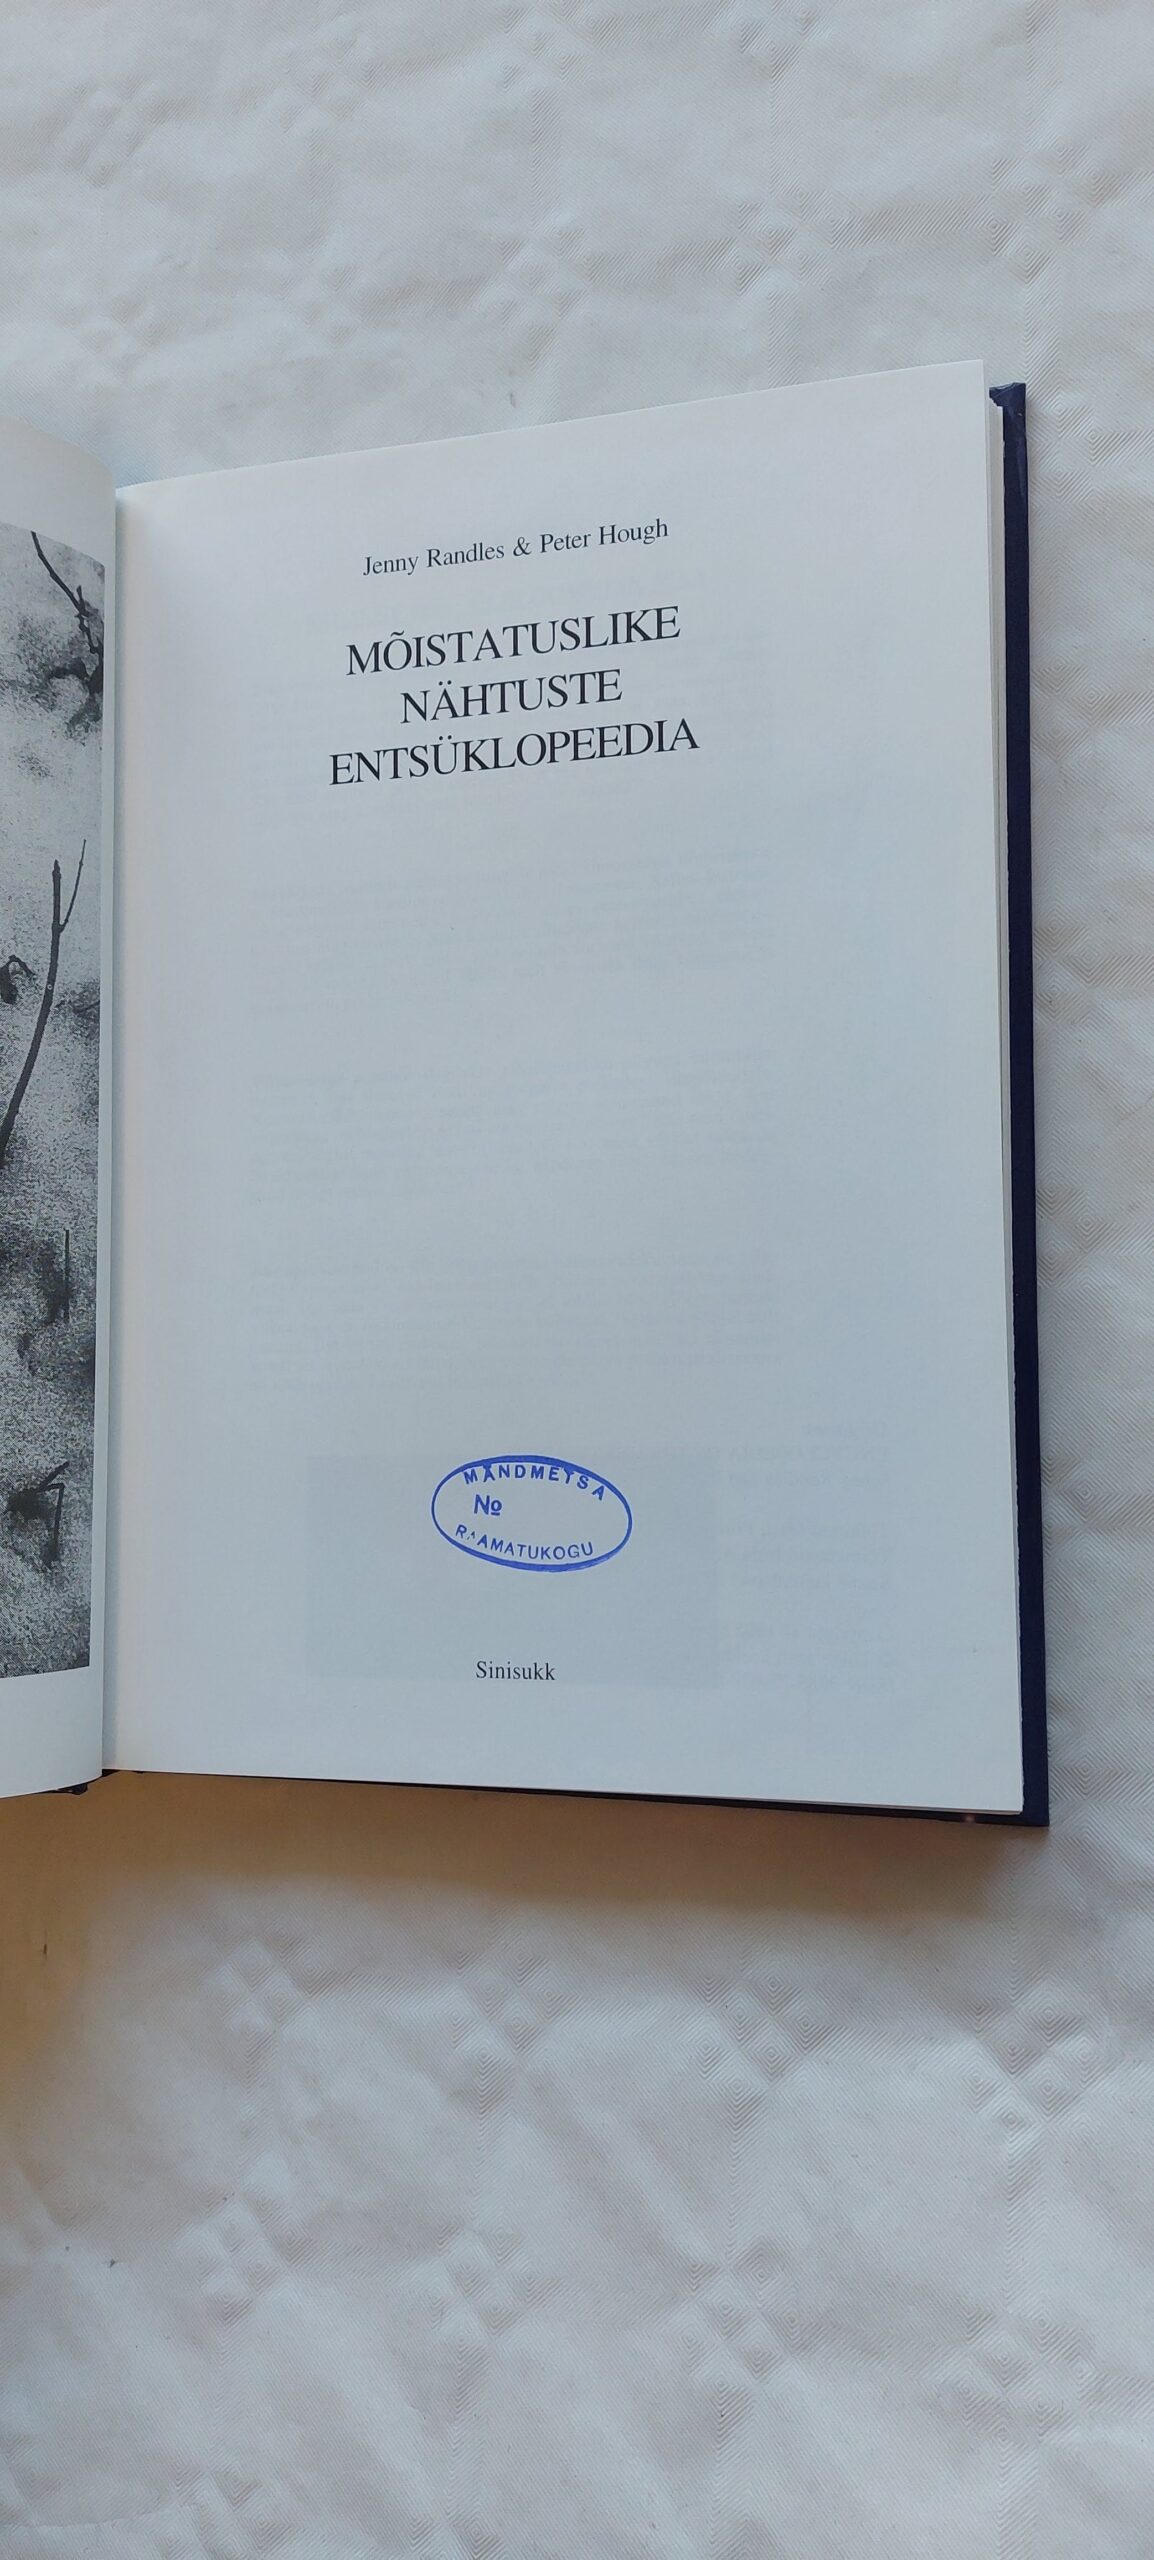 Jenny Randles & Peter Hough
MÕISTATUSLIKE
NÄHTUSTE
ENTSÜKLOPEEDIA
MÄNDMETSA
№
RAAMATUKOGU
Sinisukk